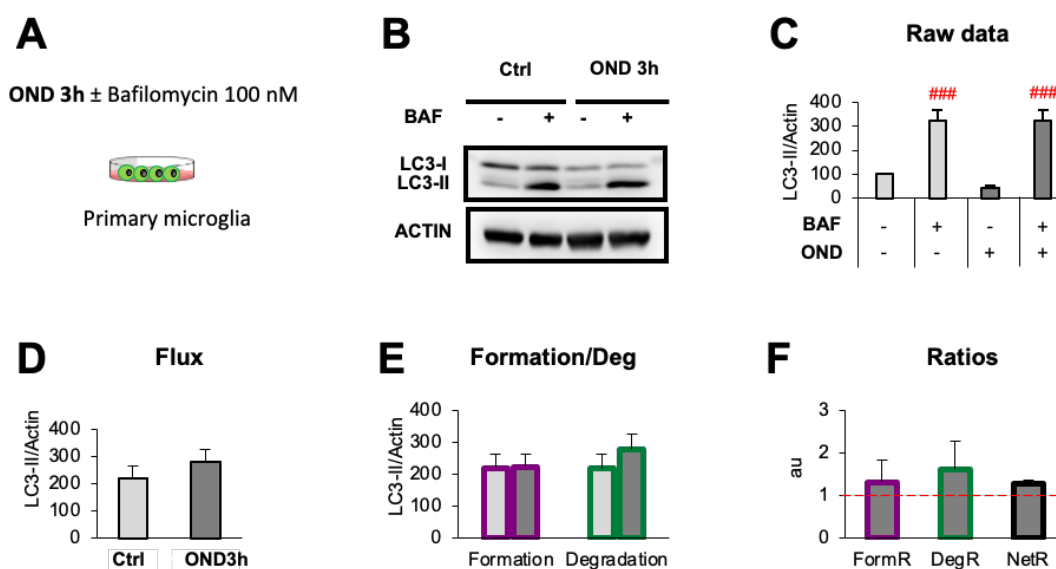 A
OND 3h ± Bafilomycin 100 nM
Primary microglia
B
Ctrl OND 3h
BAF - + - +
LC3-I
LC3-II
ACTIN
C
Raw data
### ###
LC3-II/Actin
400
300
200
100
0
BAF - + - +
OND - - + +
D
Flux
LC3-II/Actin
400
300
200
100
0
Ctrl OND3h
E
Formation/Deg
LC3-II/Actin
400
300
200
100
0
Formation Degradation
F
Ratios
au
3
2
1
0
FormR DegR NetR